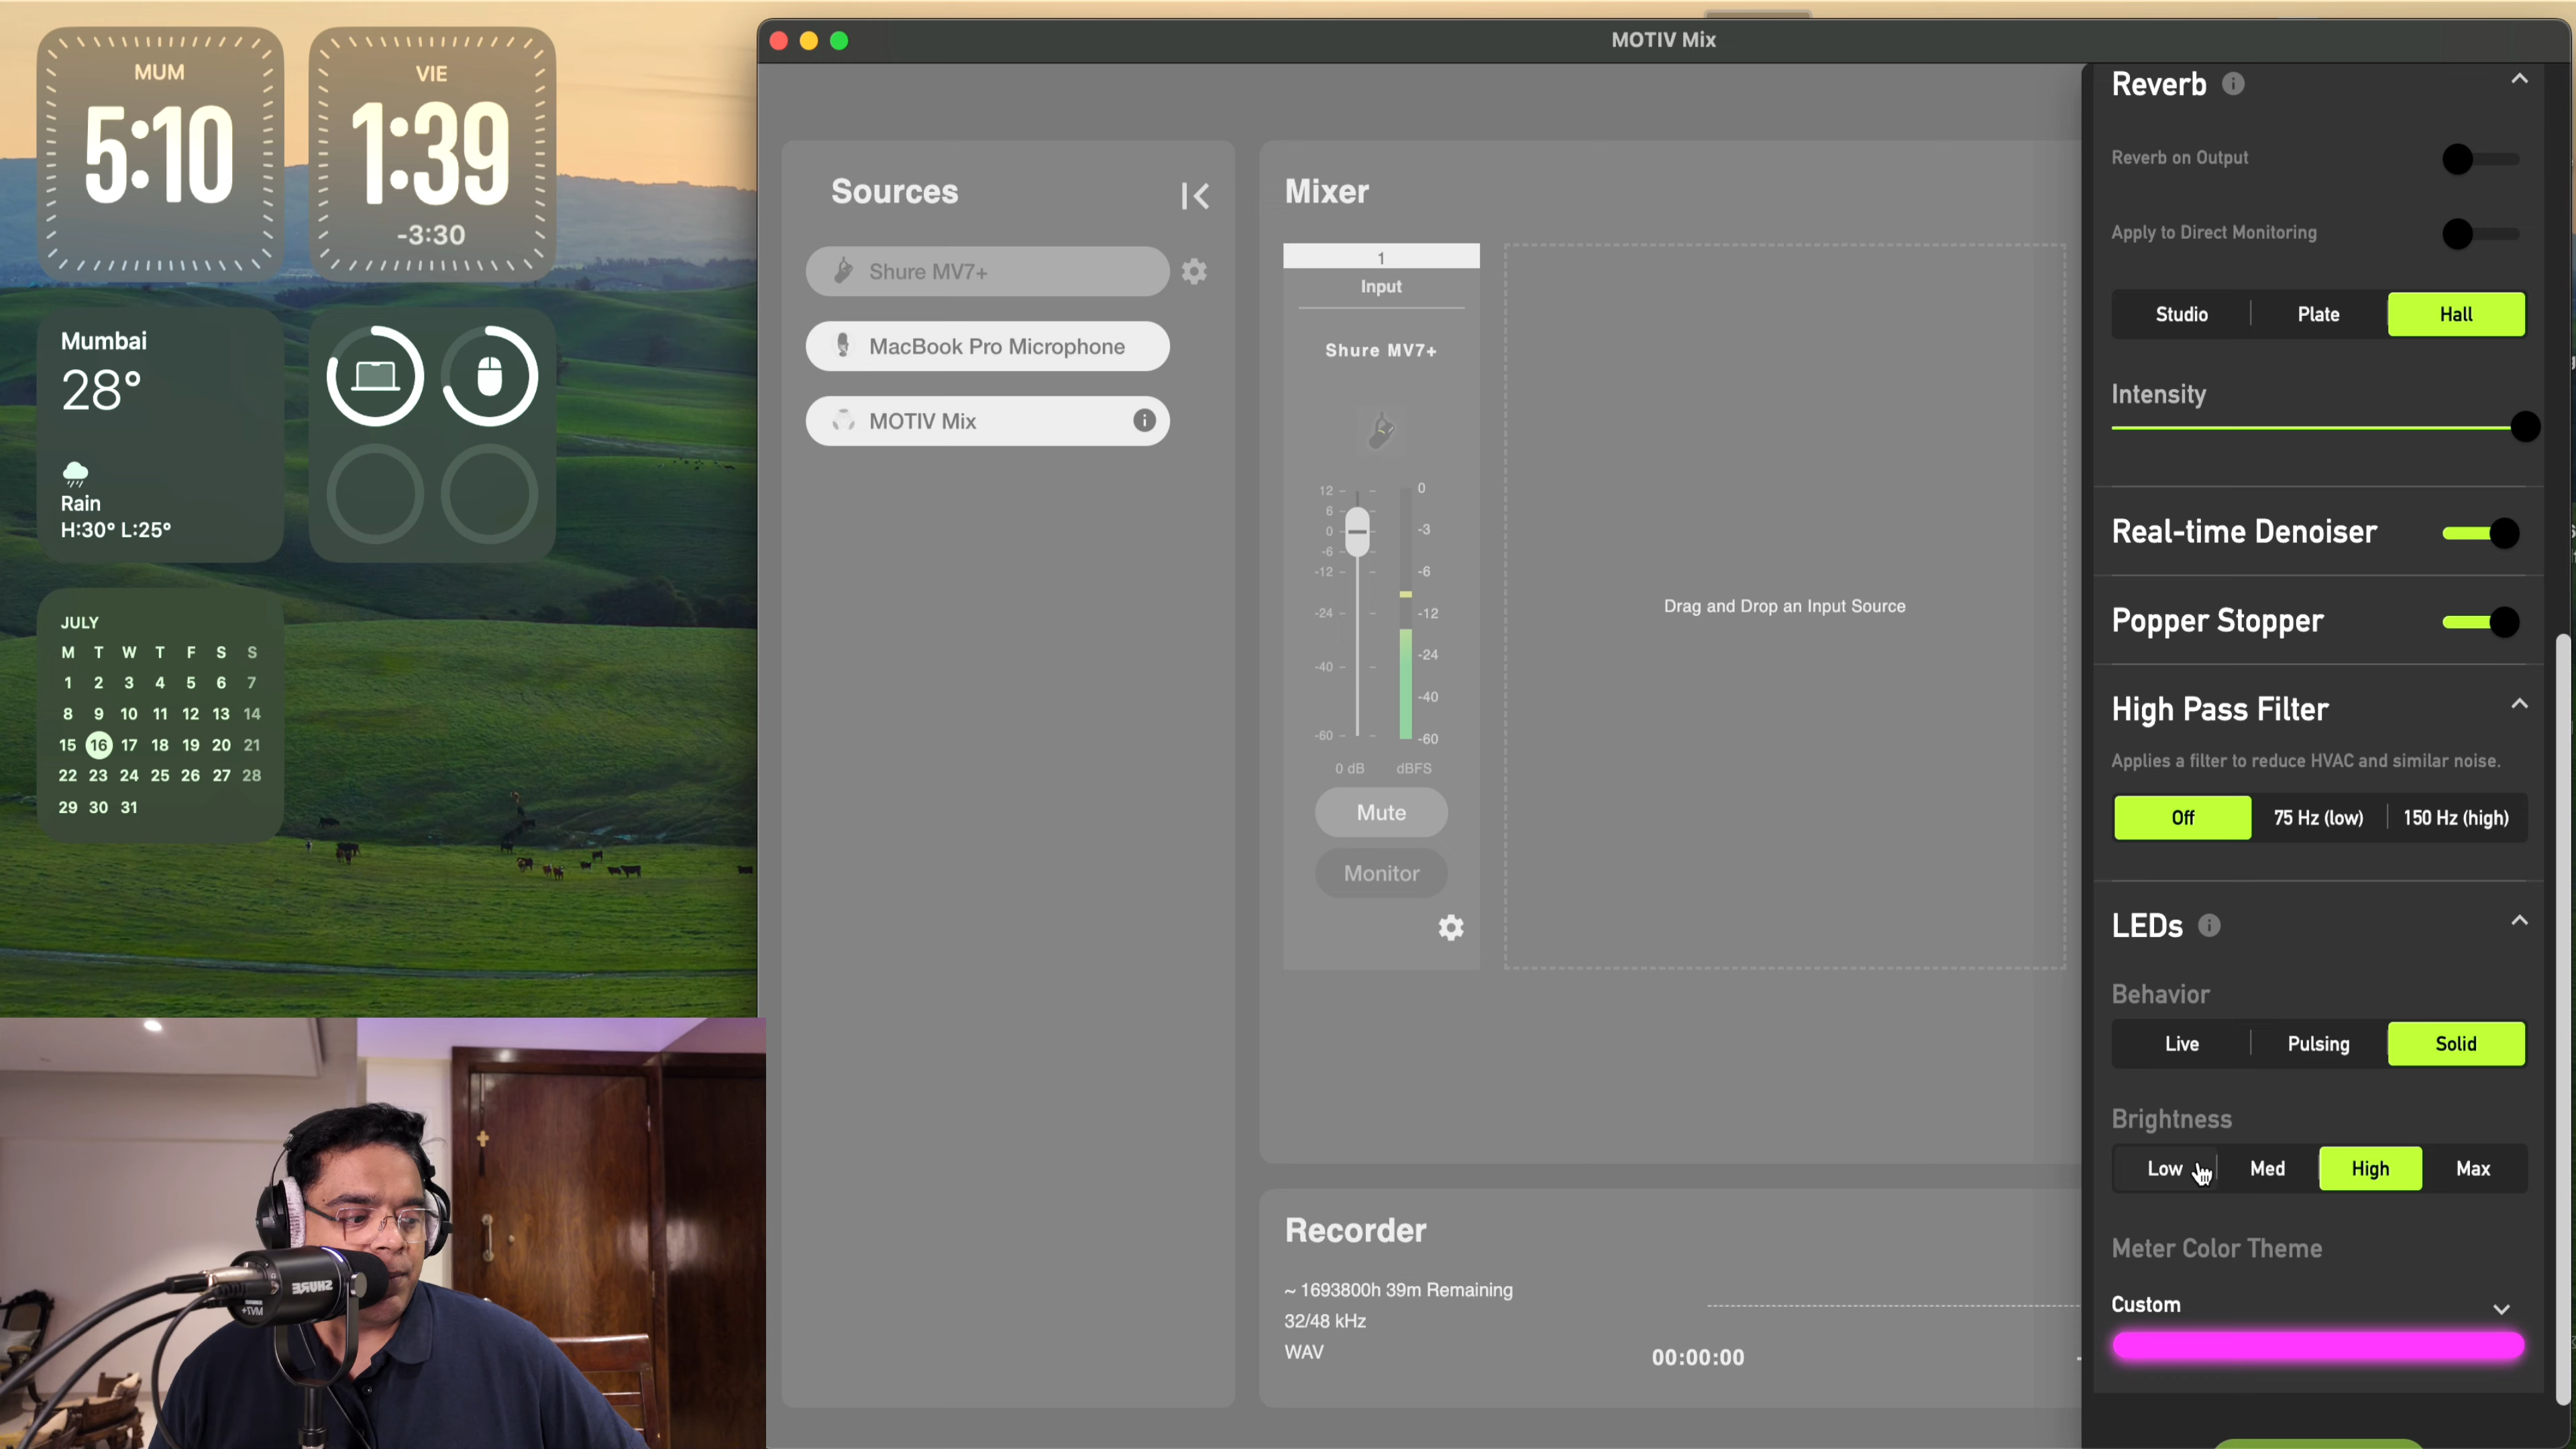 MUM
5:10
VIE
1:39
-3:30
Mumbai
28°
Rain
H:30° L:25°
JULY
M T W T F S S
1 2 3 4 5 6 7
8 9 10 11 12 13 14
15 16 17 18 19 20 21
22 23 24 25 26 27 28
29 30 31
MOTIV Mix
Sources
Shure MV7+
MacBook Pro Microphone
MOTIV Mix
Mixer
1
Input
Shure MV7+
12
6
0
-6
-12
-24
-40
-60
0
-3
-6
-12
-24
-40
-60
0 dB dBFS
Mute
Monitor
Drag and Drop an Input Source
Recorder
~ 1693800h 39m Remaining
32/48 kHz
WAV
00:00:00
Reverb
Reverb on Output
Apply to Direct Monitoring
Studio Plate Hall
Intensity
Real-time Denoiser
Popper Stopper
High Pass Filter
Applies a filter to reduce HVAC and similar noise.
Off 75 Hz (low) 150 Hz (high)
LEDs
Behavior
Live Pulsing Solid
Brightness
Low Med High Max
Meter Color Theme
Custom
SHURE
MV7+